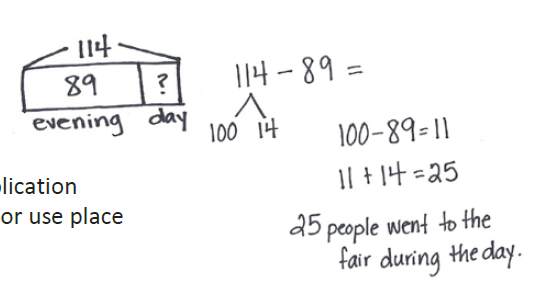 114
89 ?
evening day
114 - 89 =
100 14
100-89=11
11 + 14 = 25
lication
or use place
25 people went to the
fair during the day.